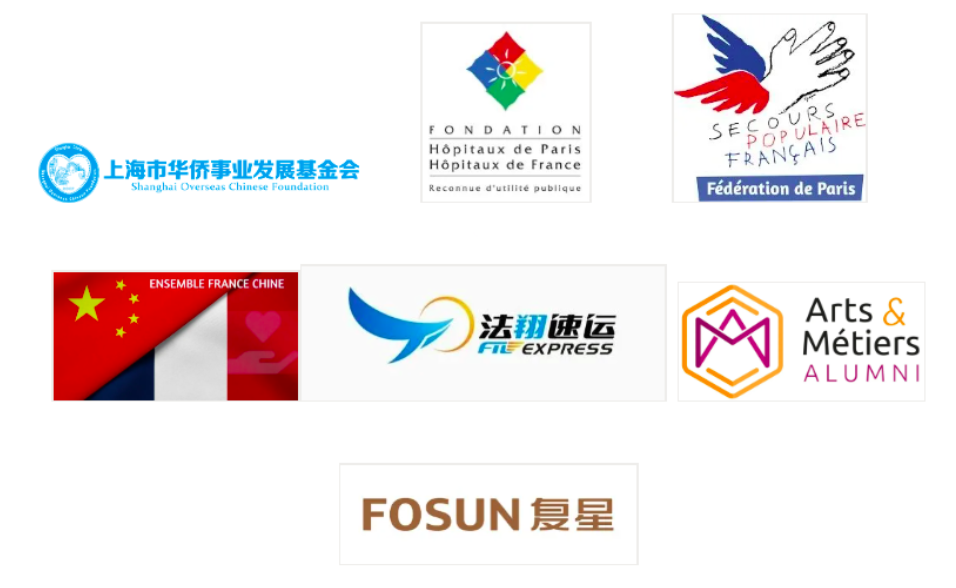 上海市华侨事业发展基金会
Shanghai Overseas Chinese Foundation
FONDATION
Hôpitaux de Paris
Hôpitaux de France
Reconnue d'utilité publique
SECOURS
POPULAIRE
FRANÇAIS
Fédération de Paris
ENSEMBLE FRANCE CHINE
法翔速运
FIL EXPRESS
Arts &
Métiers
ALUMNI
FOSUN 复星